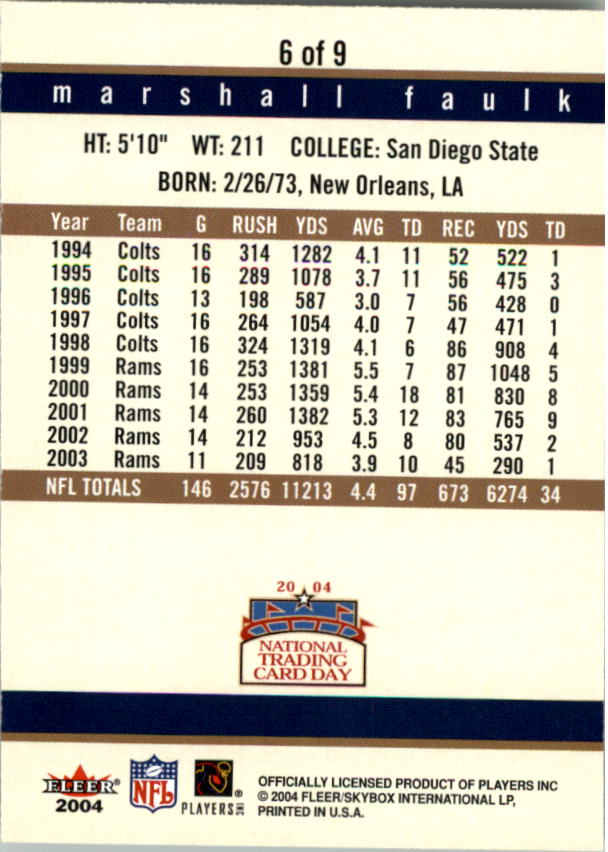 6 of 9
marshall faulk
HT: 5'10" WT: 211 COLLEGE: San Diego State
BORN: 2/26/73, New Orleans, LA
Year Team G RUSH YDS AVG TD REC YDS TD
1994 Colts 16 314 1282 4.1 11 52 522 1
1995 Colts 16 289 1078 3.7 11 56 475 3
1996 Colts 13 198 587 3.0 7 56 428 0
1997 Colts 16 264 1054 4.0 7 47 471 1
1998 Colts 16 324 1319 4.1 6 86 908 4
1999 Rams 16 253 1381 5.5 7 87 1048 5
2000 Rams 14 253 1359 5.4 18 81 830 8
2001 Rams 14 260 1382 5.3 12 83 765 9
2002 Rams 14 212 953 4.5 8 80 537 2
2003 Rams 11 209 818 3.9 10 45 290 1
NFL TOTALS 146 2576 11213 4.4 97 673 6274 34
20 04
NATIONAL
TRADING
CARD DAY
FLEER®
2004
NFL
PLAYERS INC
®
OFFICIALLY LICENSED PRODUCT OF PLAYERS INC
© 2004 FLEER/SKYBOX INTERNATIONAL LP,
PRINTED IN U.S.A.